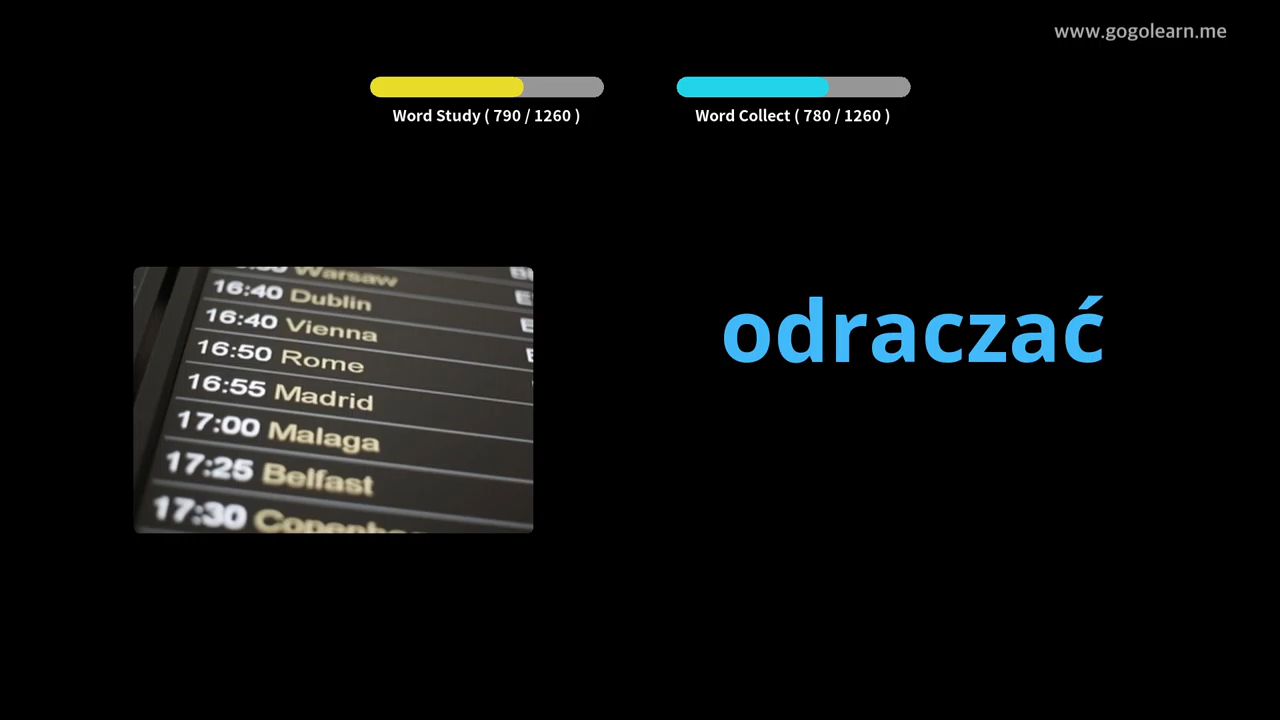 www.gogolearn.me
Word Study ( 790 / 1260 )
Word Collect ( 780 / 1260 )
Warsaw
16:40 Dublin
16:40 Vienna
16:50 Rome
16:55 Madrid
17:00 Malaga
17:25 Belfast
17:30
odraczać